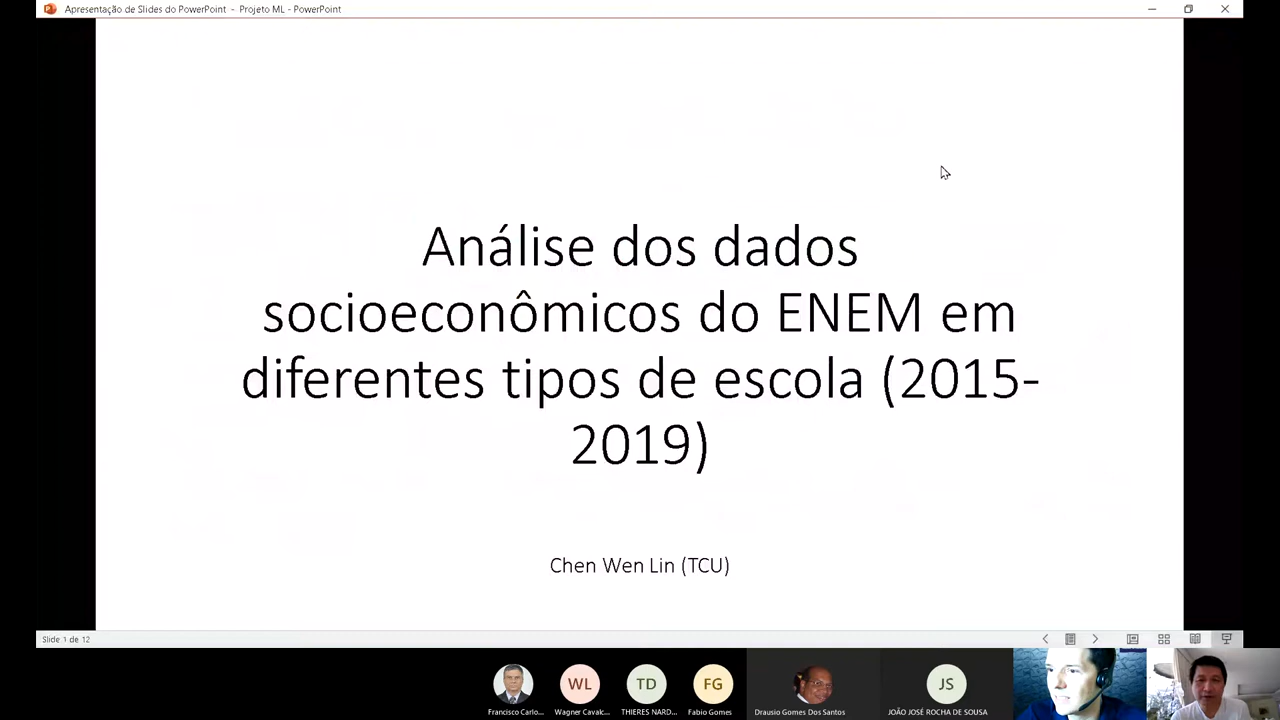 Apresentação de Slides do PowerPoint - Projeto ML - PowerPoint
Análise dos dados
socioeconômicos do ENEM em
diferentes tipos de escola (2015-
2019)
Chen Wen Lin (TCU)
Slide 1 de 12
WL
TD
FG
JS
Francisco Carlo...
Wagner Cavalc...
THIERES NARD...
Fabio Gomes
Drausio Gomes Dos Santos
JOÃO JOSÉ ROCHA DE SOUSA